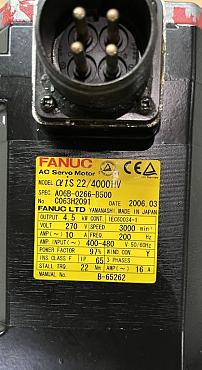 FANUC
AC Servo Motor
MODEL αiS 22/4000HV
SPEC. A06B-0266-B500
No. C063H2091 DATE 2006.03
FANUC LTD YAMANASHI MADE IN JAPAN
OUTPUT 4.5 kW CONT. IEC60034-1
VOLT 270 V SPEED 3000 min⁻¹
AMP(~) 10 A FREQ. 200 Hz
AMP. INPUT 400-480 V 50/60Hz
POWER FACTOR 97% WIND.CON. Y
INS.CLASS F IP 65 3 PHASES
STALL TRQ. 22 Nm AMP(~) 16 A
MANUAL No. B-65262